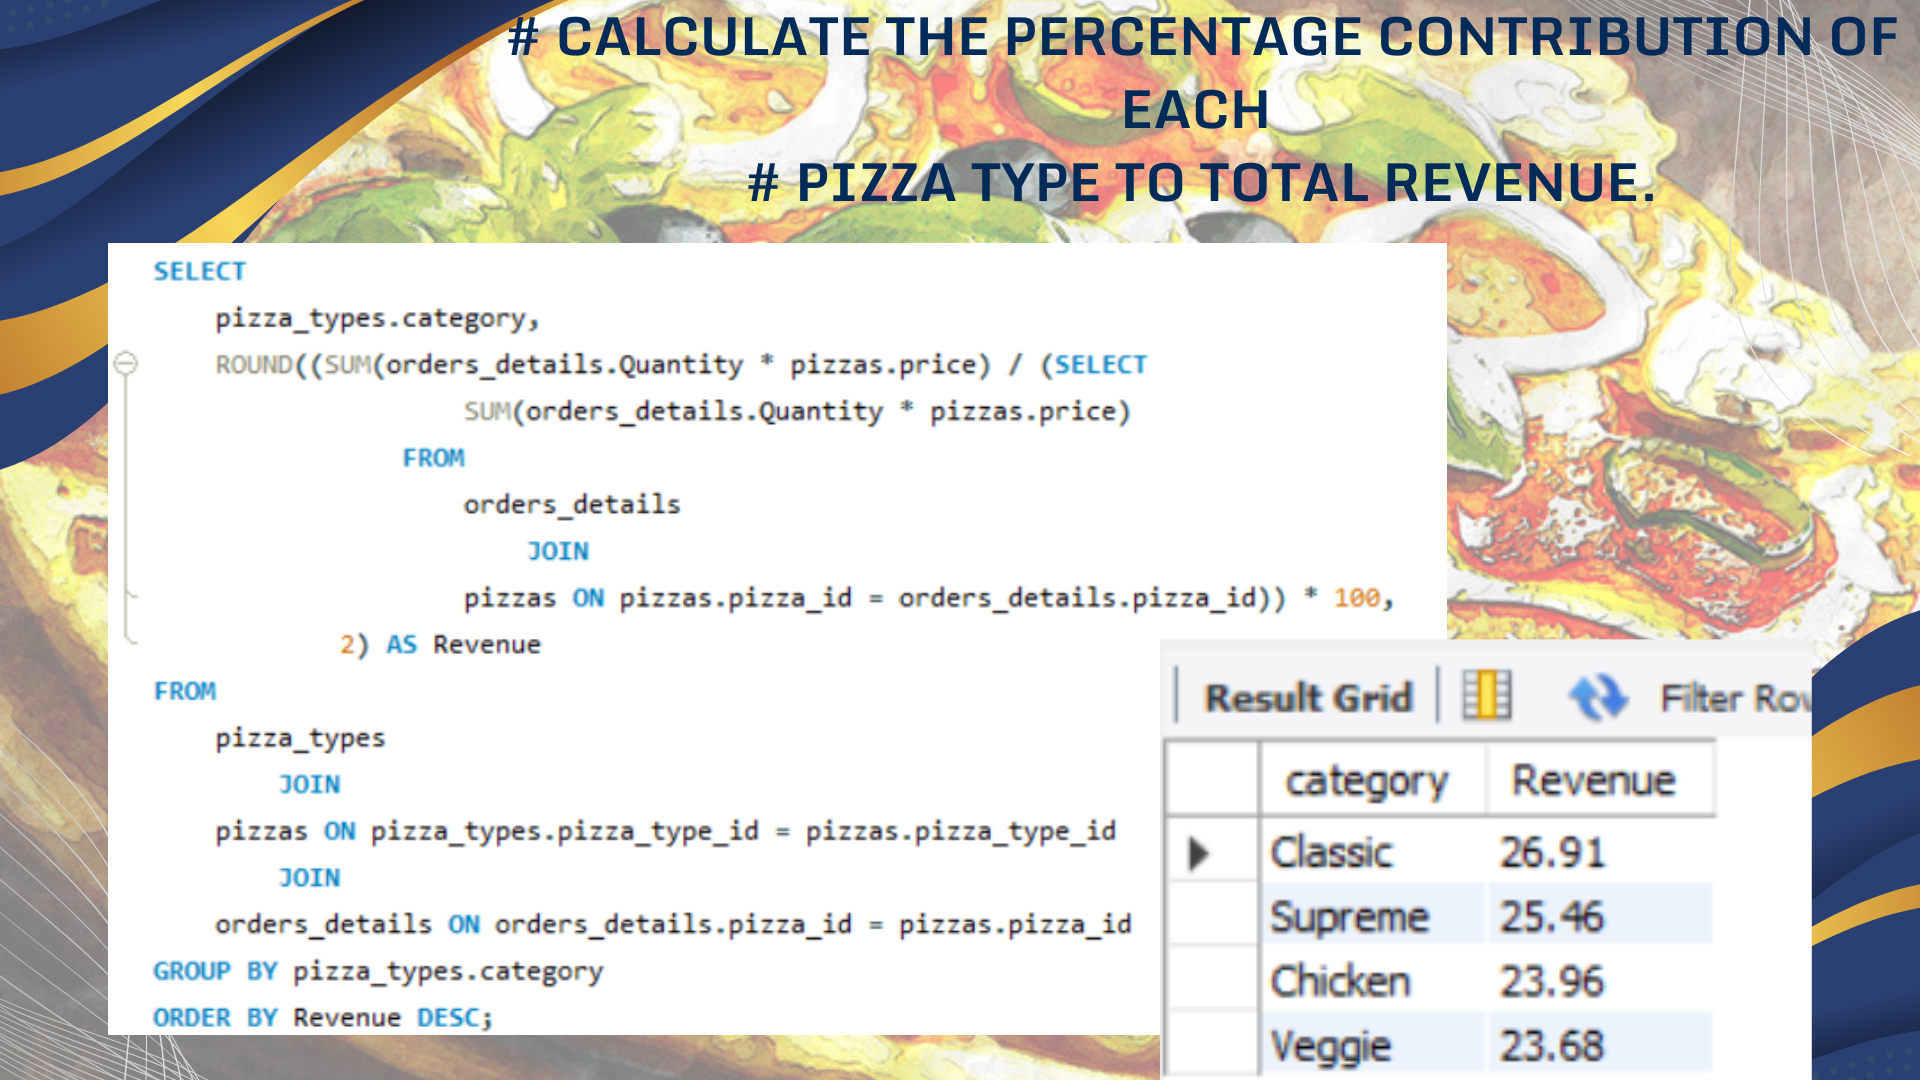 # CALCULATE THE PERCENTAGE CONTRIBUTION OF
EACH
# PIZZA TYPE TO TOTAL REVENUE.
SELECT
pizza_types.category,
ROUND((SUM(orders_details.Quantity * pizzas.price) / (SELECT
SUM(orders_details.Quantity * pizzas.price)
FROM
orders_details
JOIN
pizzas ON pizzas.pizza_id = orders_details.pizza_id)) * 100,
2) AS Revenue
FROM
pizza_types
JOIN
pizzas ON pizza_types.pizza_type_id = pizzas.pizza_type_id
JOIN
orders_details ON orders_details.pizza_id = pizzas.pizza_id
GROUP BY pizza_types.category
ORDER BY Revenue DESC;
Result Grid Filter Ro
category Revenue
Classic 26.91
Supreme 25.46
Chicken 23.96
Veggie 23.68